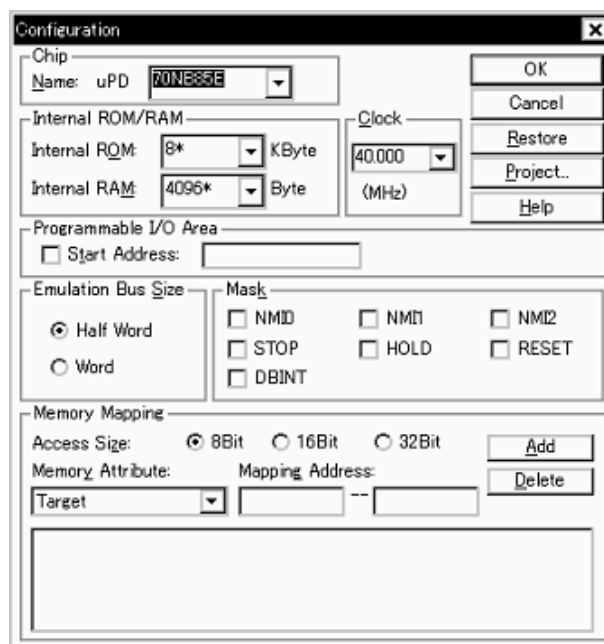 Configuration
Chip
Name: uPD 70NB85E
OK
Cancel
Restore
Project..
Help
Internal ROM/RAM
Internal ROM: 8* KByte
Internal RAM: 4096* Byte
Clock
40.000
(MHz)
Programmable I/O Area
Start Address:
Emulation Bus Size
Half Word
Word
Mask
NMI0 NMI1 NMI2
STOP HOLD RESET
DBINT
Memory Mapping
Access Size: 8Bit 16Bit 32Bit
Add
Memory Attribute: Mapping Address:
Delete
Target --